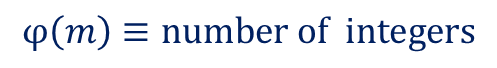 φ(m) ≡ number of integers